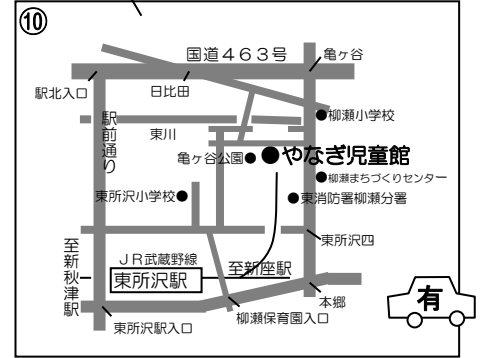 ⑩
国道４６３号
亀ヶ谷
駅北入口
日比田
柳瀬小学校
駅前通り
東川
亀ヶ谷公園
やなぎ児童館
柳瀬まちづくりセンター
東所沢小学校
東消防署柳瀬分署
東所沢四
至新秋津駅
ＪＲ武蔵野線
至新座駅
東所沢駅
本郷
有
柳瀬保育園入口
東所沢駅入口